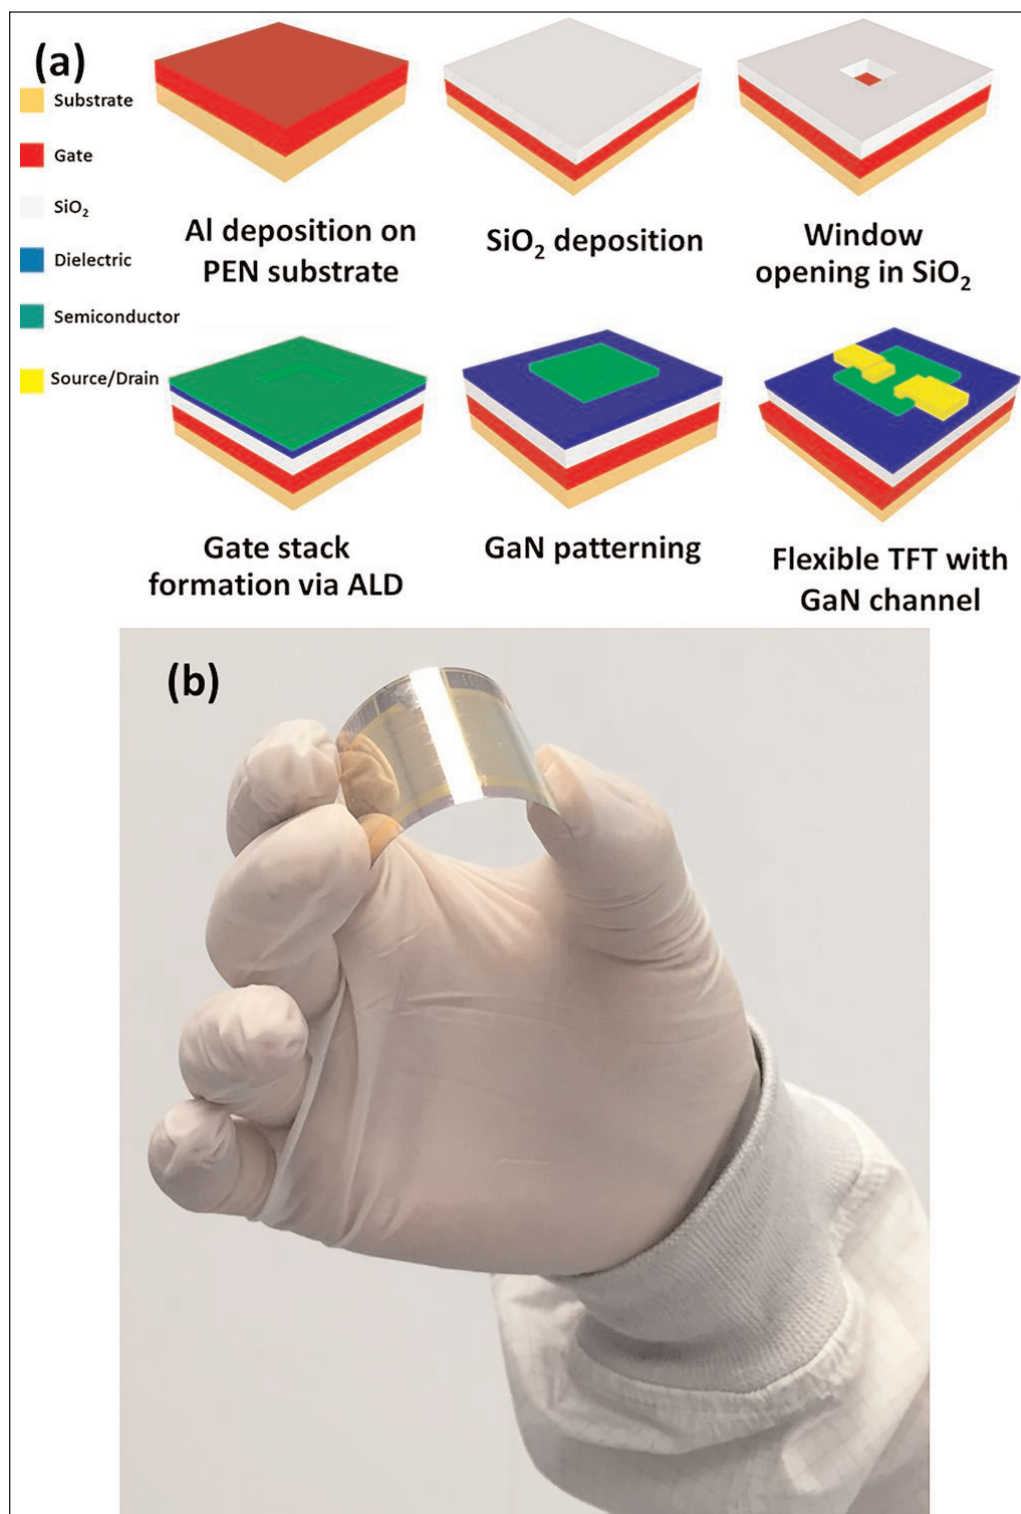 (a)
Substrate
Gate
SiO₂
Dielectric
Semiconductor
Source/Drain
Al deposition on
PEN substrate
SiO₂ deposition
Window
opening in SiO₂
Gate stack
formation via ALD
GaN patterning
Flexible TFT with
GaN channel
(b)